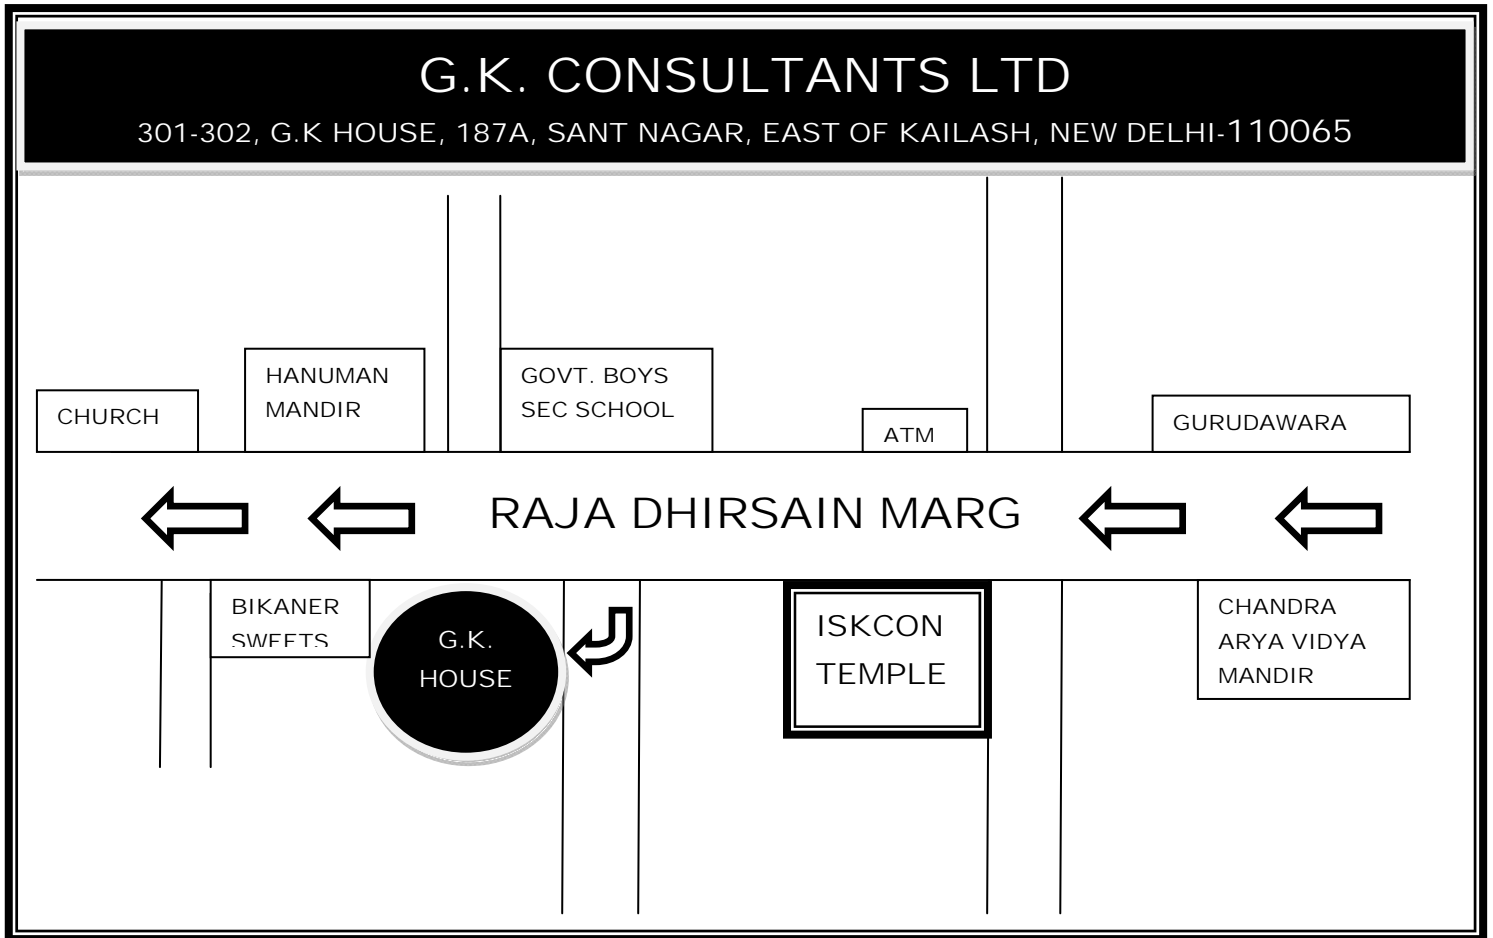 G.K. CONSULTANTS LTD
301-302, G.K HOUSE, 187A, SANT NAGAR, EAST OF KAILASH, NEW DELHI-110065
HANUMAN
MANDIR
GOVT. BOYS
SEC SCHOOL
CHURCH
ATM
GURUDAWARA
RAJA DHIRSAIN MARG
BIKANER
SWEETS
G.K.
HOUSE
ISKCON
TEMPLE
CHANDRA
ARYA VIDYA
MANDIR